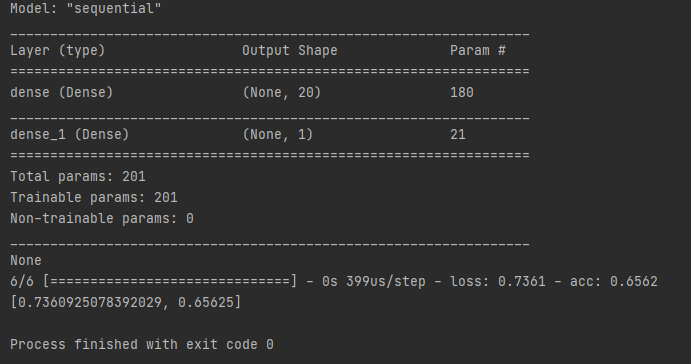 Model: "sequential"
_________________________________________________________________
Layer (type)                 Output Shape              Param #
=================================================================
dense (Dense)                (None, 20)                180
_________________________________________________________________
dense_1 (Dense)              (None, 1)                 21
=================================================================
Total params: 201
Trainable params: 201
Non-trainable params: 0
_________________________________________________________________
None
6/6 [==============================] - 0s 399us/step - loss: 0.7361 - acc: 0.6562
[0.7360925078392029, 0.65625]
Process finished with exit code 0